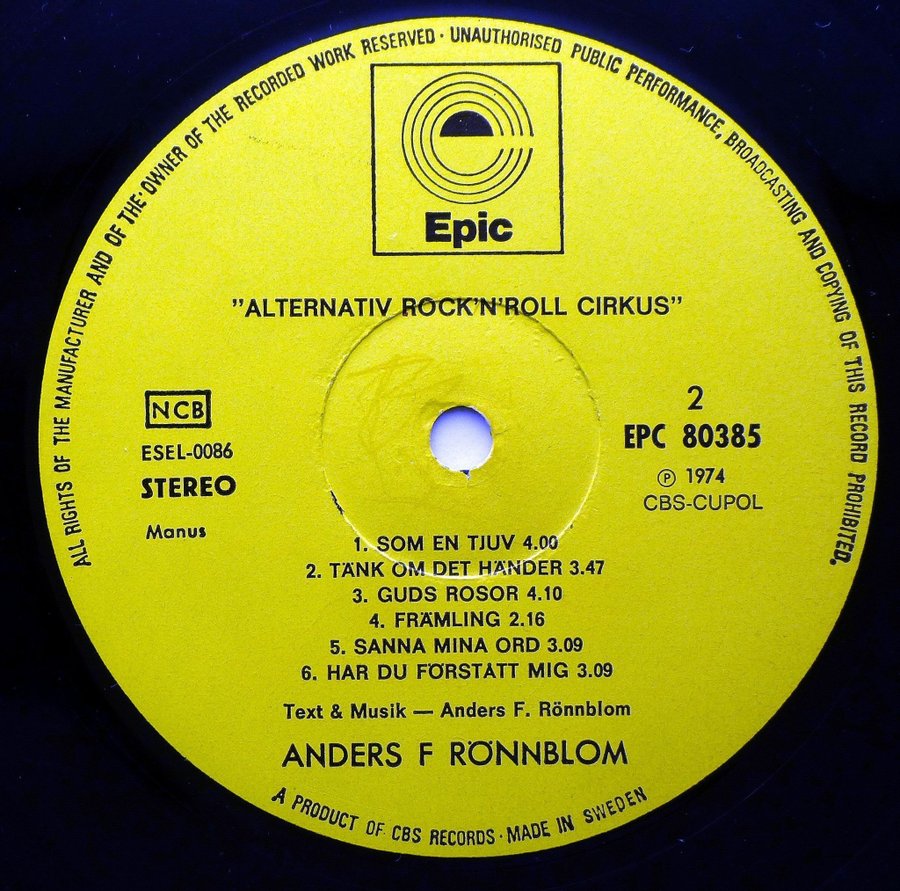 ALL RIGHTS OF THE MANUFACTURER AND OF THE·OWNER OF THE RECORDED WORK RESERVED · UNAUTHORISED PUBLIC PERFORMANCE, BROADCASTING AND COPYING OF THIS RECORD PROHIBITED.
Epic
"ALTERNATIV ROCK'N'ROLL CIRKUS"
NCB
ESEL-0086
STEREO
Manus
2
EPC 80385
℗ 1974
CBS-CUPOL
1. SOM EN TJUV 4.00
2. TÄNK OM DET HÄNDER 3.47
3. GUDS ROSOR 4.10
4. FRÄMLING 2.16
5. SANNA MINA ORD 3.09
6. HAR DU FÖRSTATT MIG 3.09
Text & Musik — Anders F. Rönnblom
ANDERS F RÖNNBLOM
A PRODUCT OF CBS RECORDS · MADE IN SWEDEN